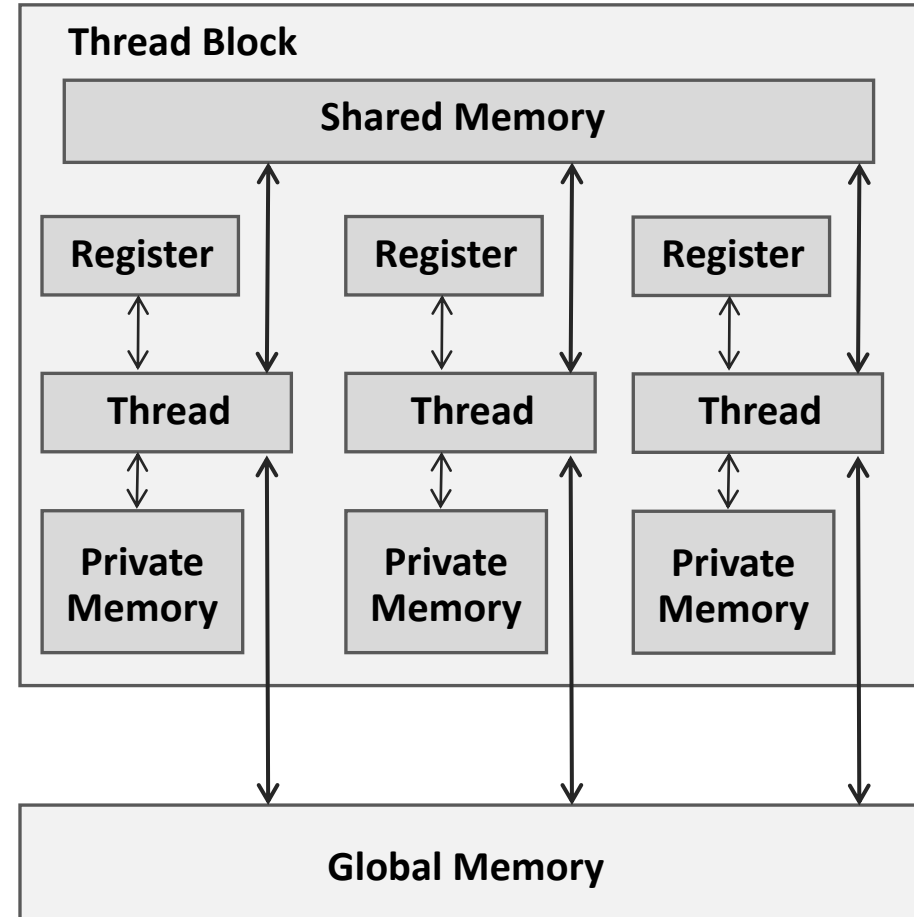 Thread Block
Shared Memory
Register
Register
Register
Thread
Thread
Thread
Private
Memory
Private
Memory
Private
Memory
Global Memory